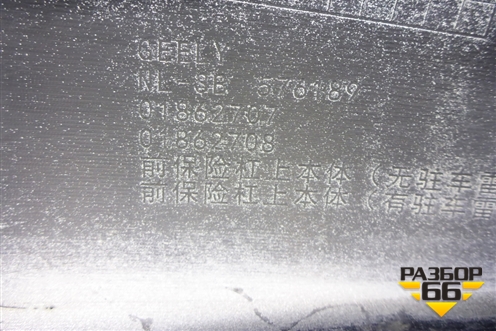 GEELY
NL-3B 576189
01862707
01862708
前保险杠上本体（无驻车雷
前保险杠上本体（有驻车雷
РАЗБОР
66